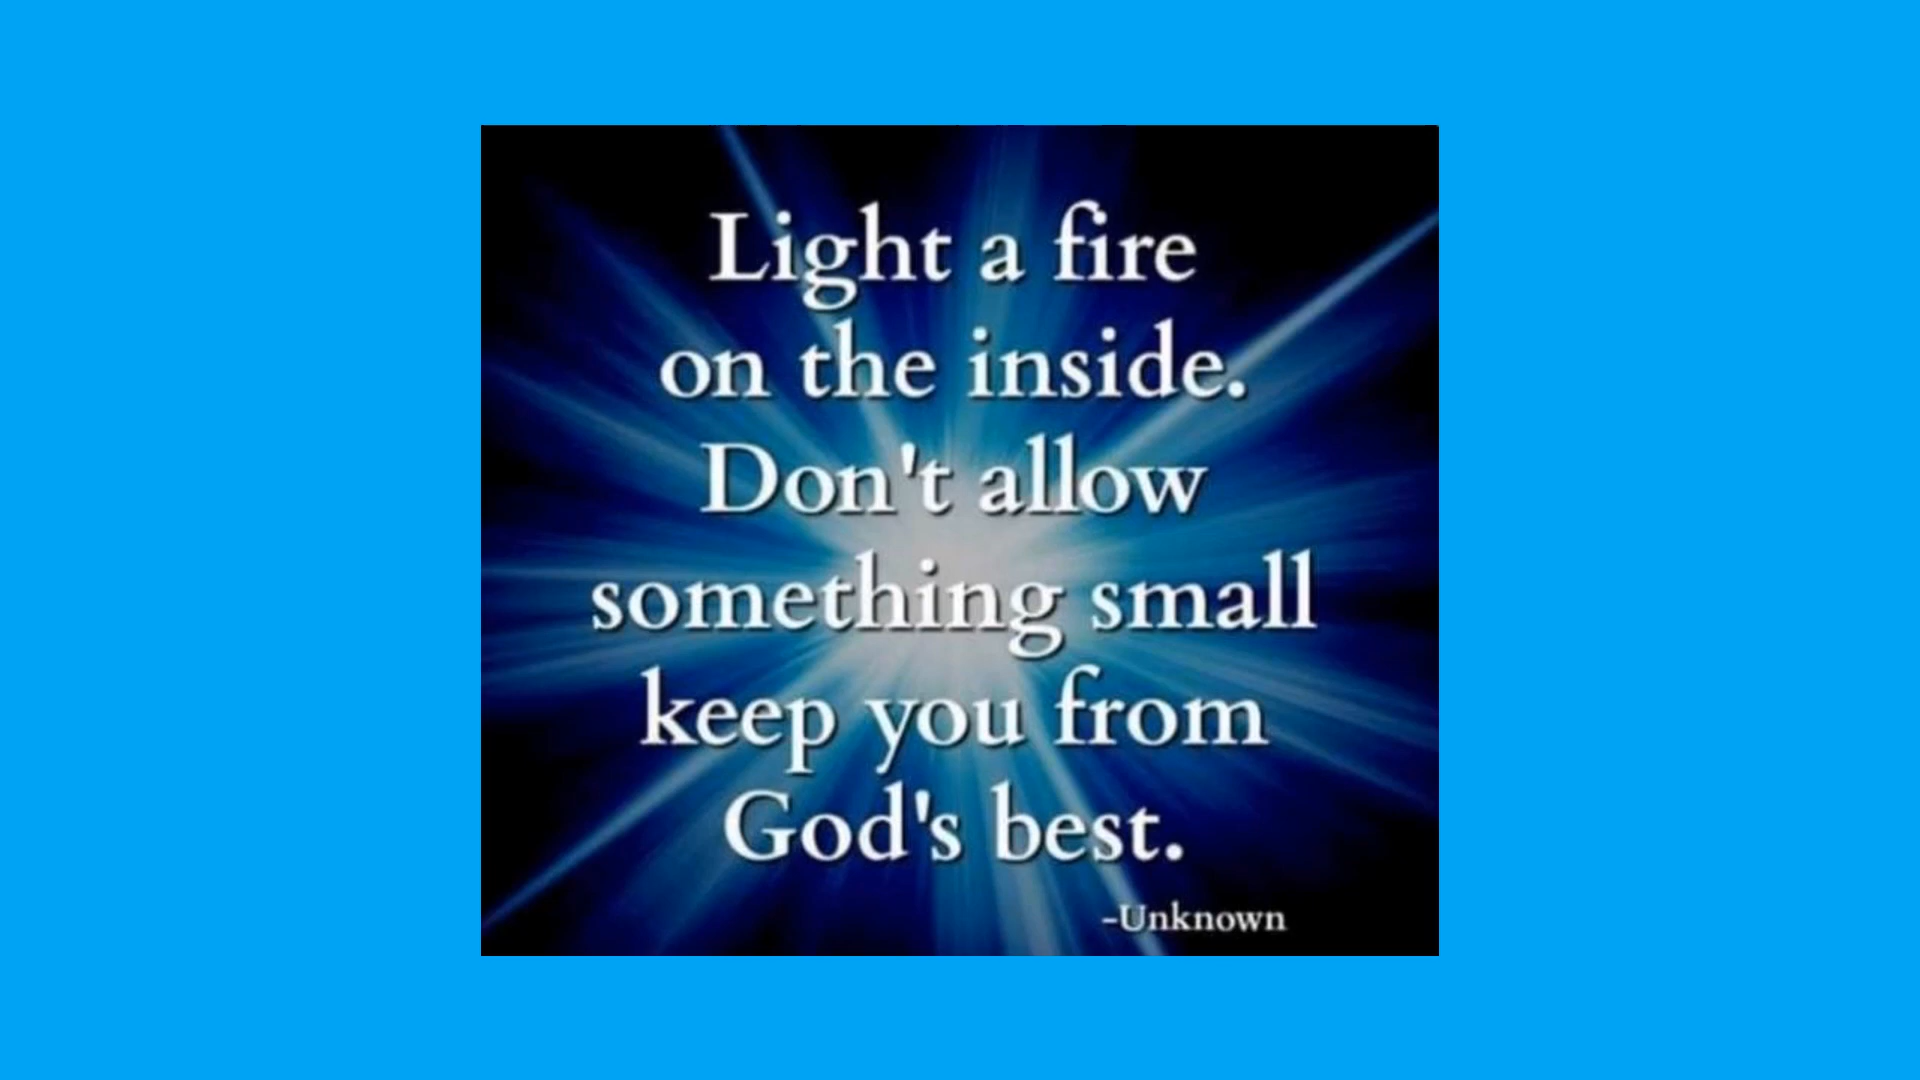 Light a fire
on the inside.
Don't allow
something small
keep you from
God's best.
-Unknown